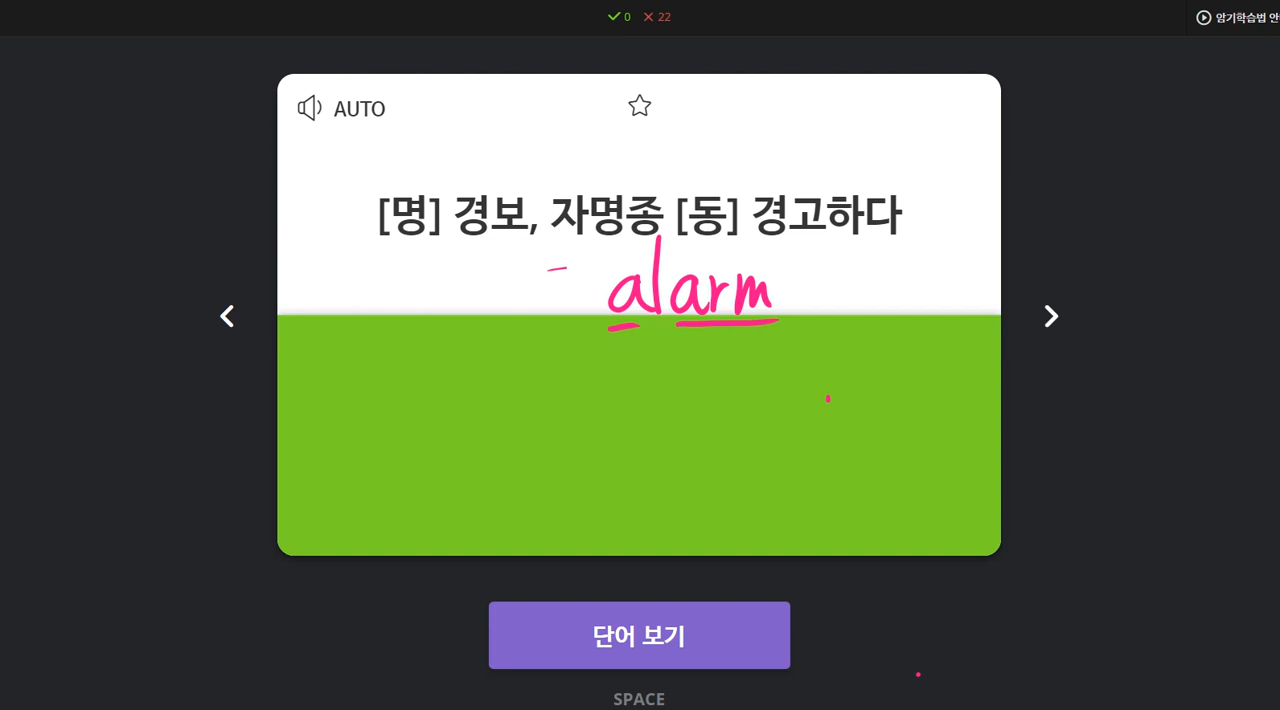 0 22
암기학습법 안
AUTO
[명] 경보, 자명종 [동] 경고하다
alarm
단어 보기
SPACE